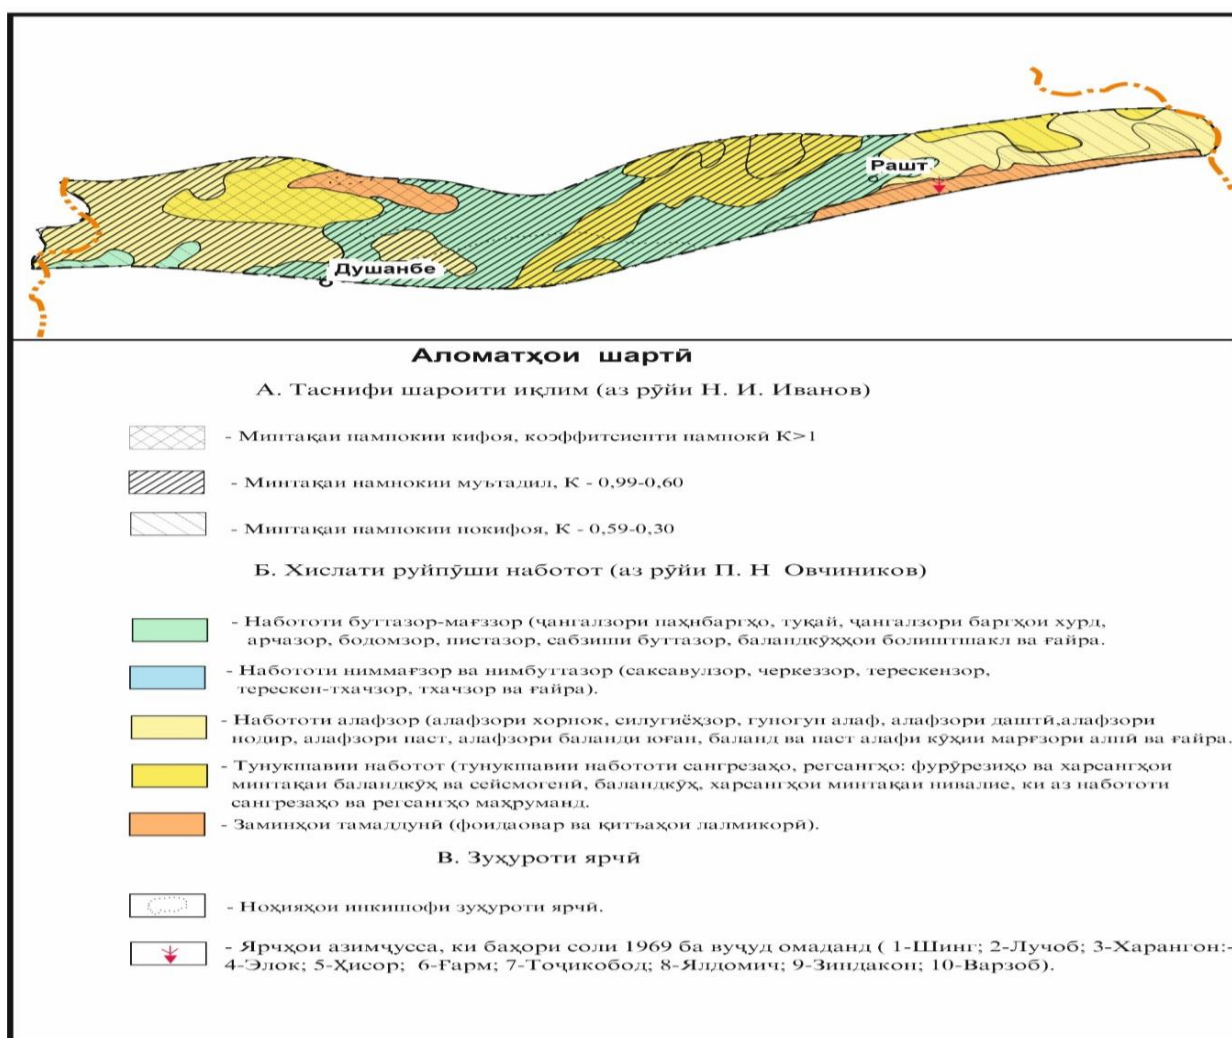 Рашт
Душанбе
Аломатҳои шартӣ
А. Таснифи шароити иқлим (аз рӯйи Н. И. Иванов)
- Минтақаи намнокии кифоя, коэффитсиенти намнокӣ К>1
- Минтақаи намнокии муътадил, К - 0,99-0,60
- Минтақаи намнокии нокифоя, К - 0,59-0,30
Б. Хислати руйпӯши наботот (аз рӯйи П. Н Овчиников)
- Набототи буттазор-мағззор (ҷангалзори паҳнбаргҳо, туқай, ҷангалзори баргҳои хурд,
арчазор, бодомзор, пистазор, сабзиши буттазор, баландкӯҳҳои болиштшакл ва ғайра.
- Набототи ниммағзор ва нимбуттазор (саксавулзор, черкеззор, терескензор,
терескен-тхачзор, тхачзор ва ғайра).
- Набототи алафзор (алафзори хорнок, силугиёҳзор, гуногун алаф, алафзори даштӣ,алафзори
нодир, алафзори паст, алафзори баланди юған, баланд ва паст алафи кӯҳии марғзори алпӣ ва ғайра.
- Тунукшавии наботот (тунукшавии набототи сангрезаҳо, регсангҳо: фурӯрезиҳо ва харсангҳои
минтақаи баландкӯҳ ва сейсмогенӣ, баландкӯҳ, харсангҳои минтақаи нивалие, ки аз набототи
сангрезаҳо ва регсангҳо маҳруманд.
- Заминҳои тамаддунӣ (фоидаовар ва қитъаҳои лалмикорӣ).
В. Зуҳуроти ярчӣ
- Ноҳияҳои инкишофи зуҳуроти ярчӣ.
- Ярчҳои азимҷусса, ки баҳори соли 1969 ба вуҷуд омаданд ( 1-Шинг; 2-Лучоб; 3-Харангон:-
4-Элок; 5-Ҳисор; 6-Ғарм; 7-Тоҷикобод; 8-Ялдомич; 9-Зиндакон; 10-Варзоб).